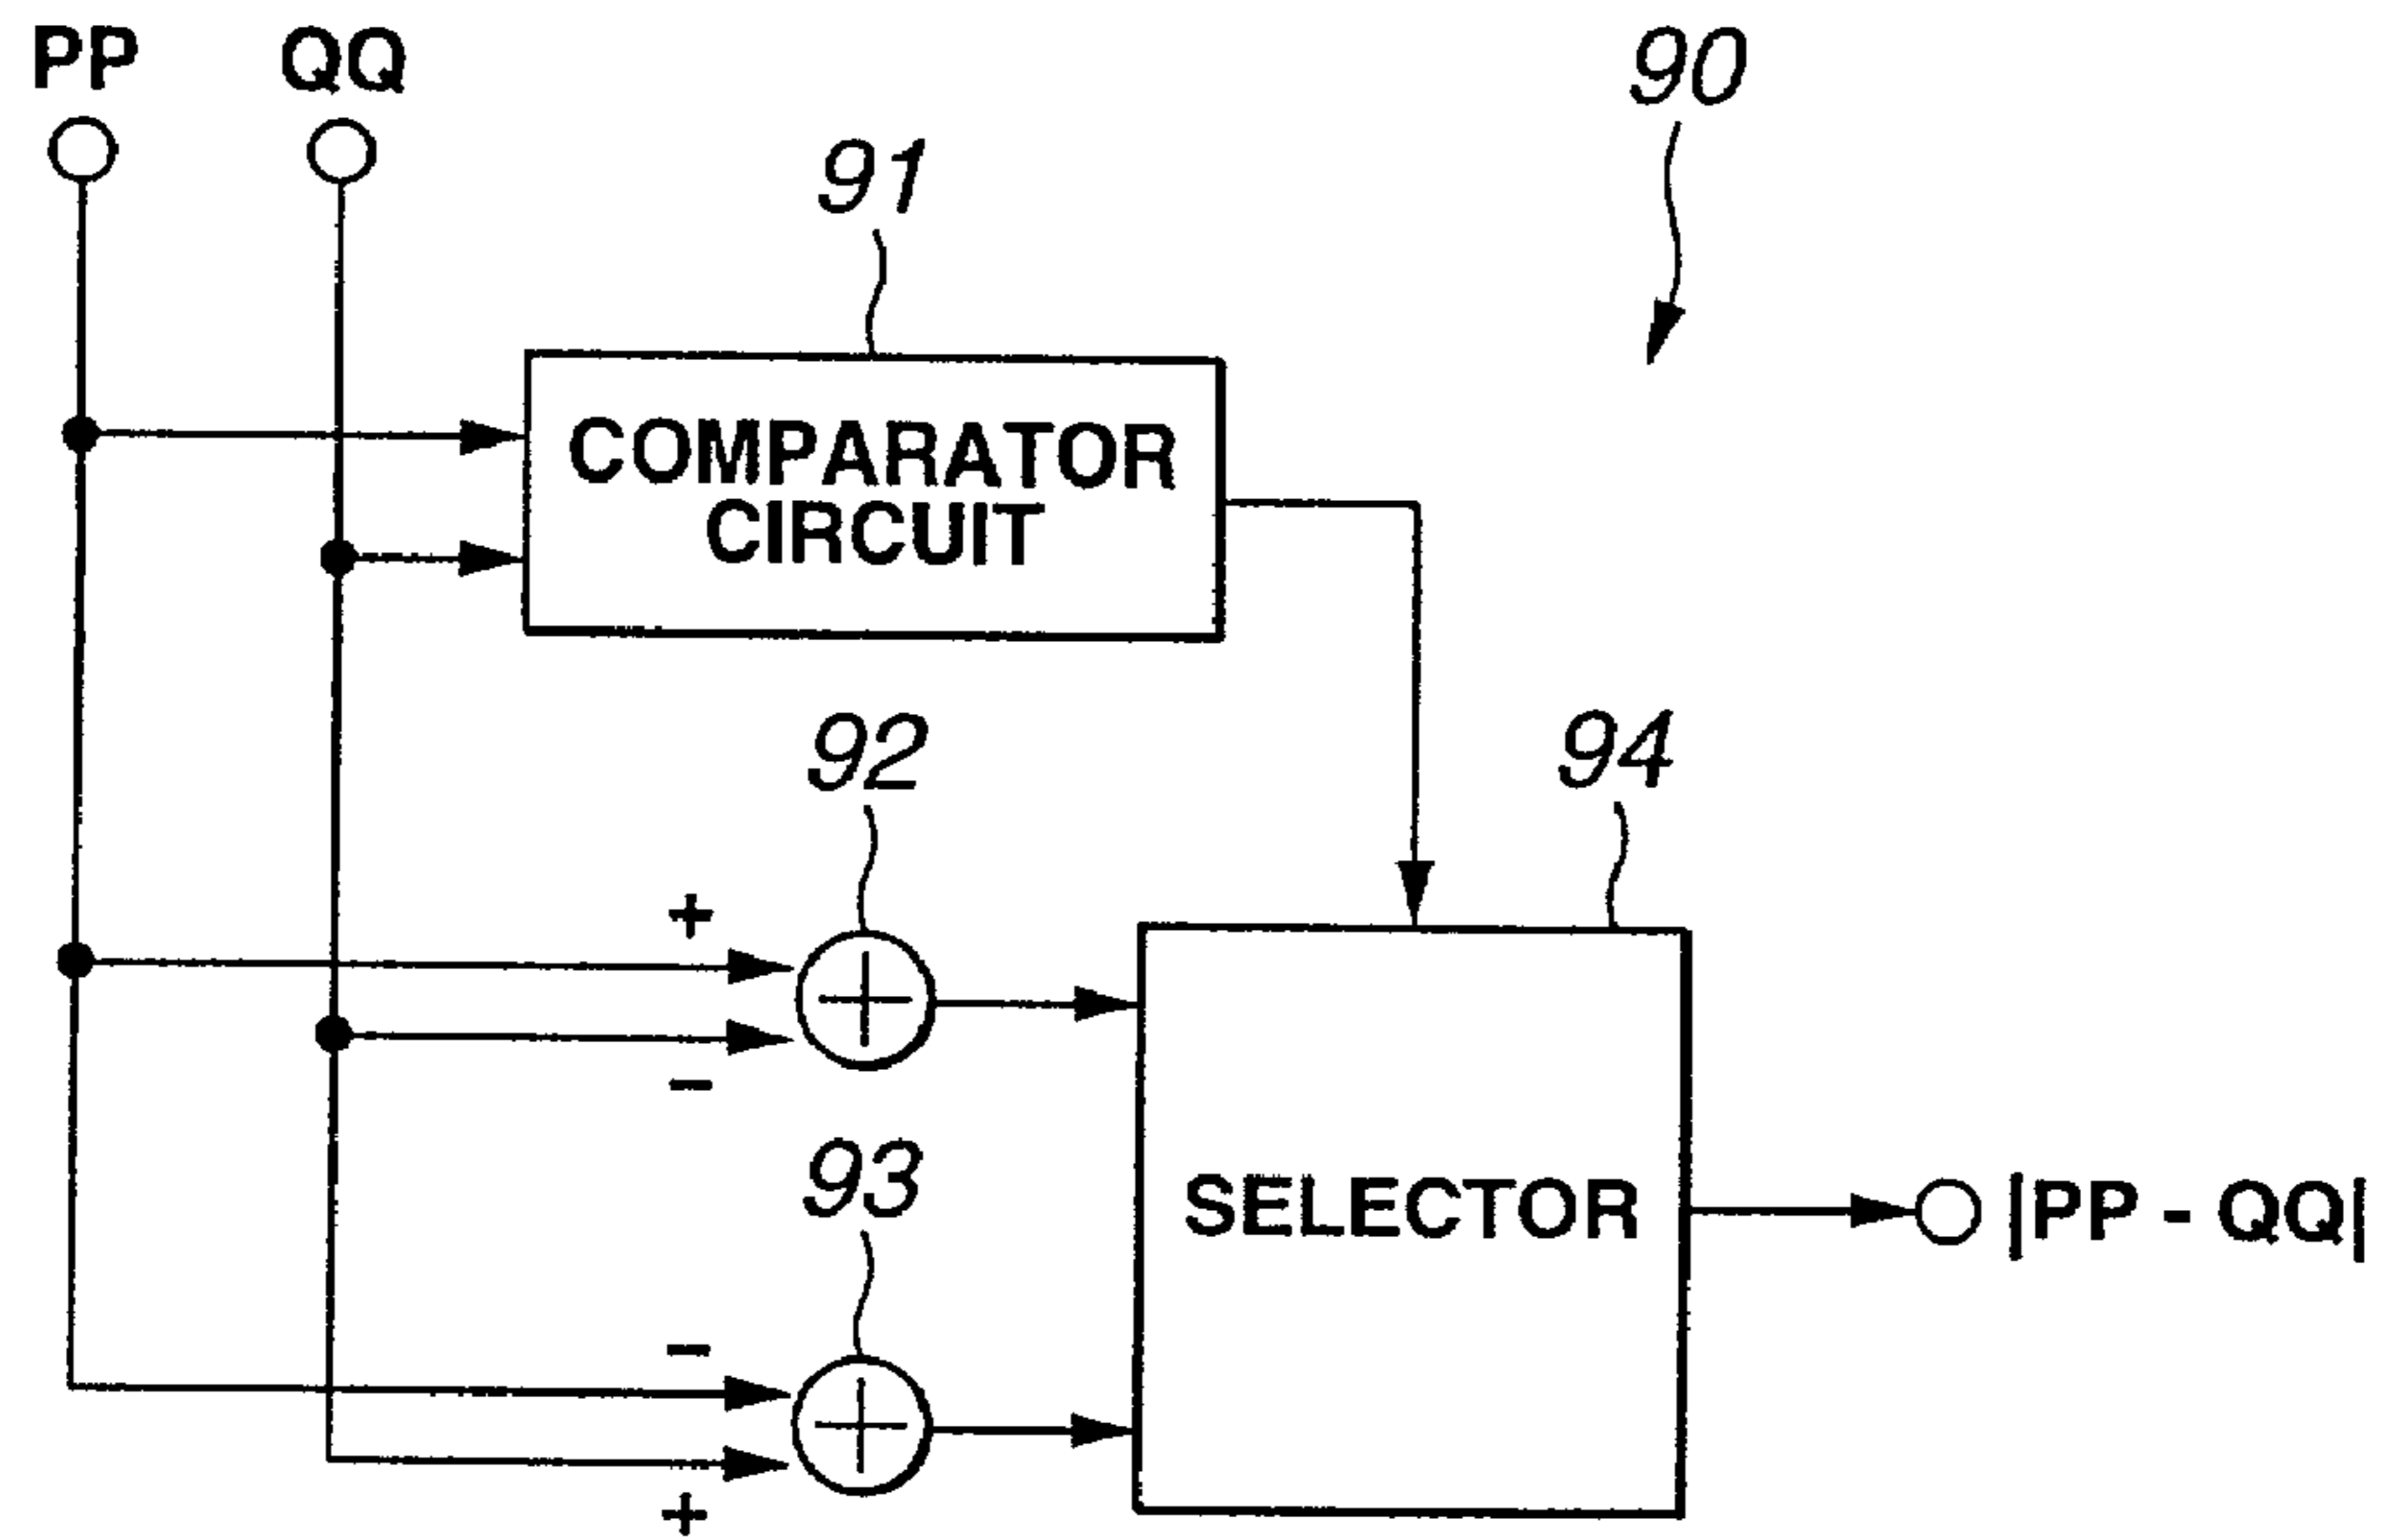 PP
QQ
90
91
COMPARATOR
CIRCUIT
92
94
+
−
93
SELECTOR
|PP - QQ|
−
+